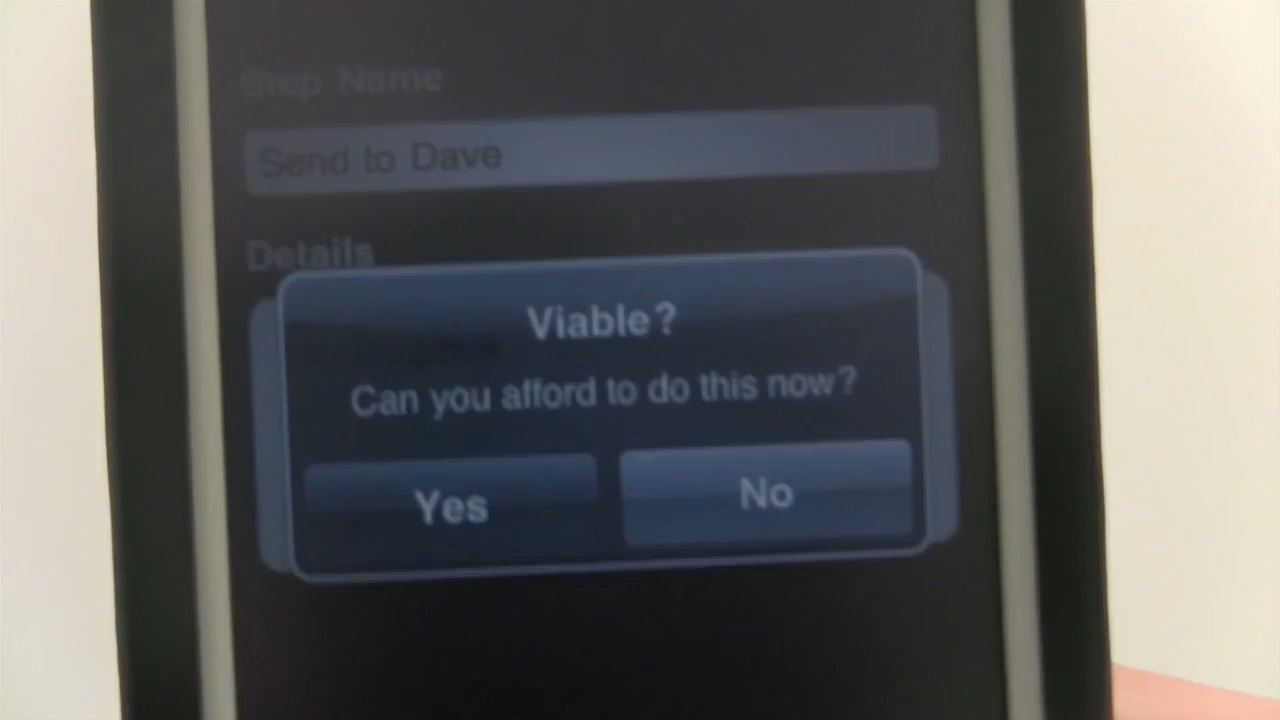 Step Name
Send to Dave
Details
Viable?
Can you afford to do this now?
Yes
No